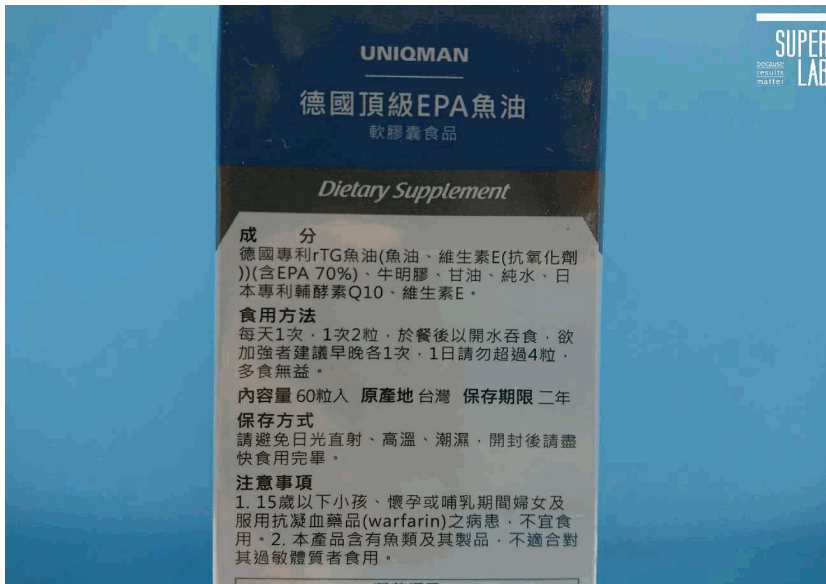 SUPER
LAB
because
results
matter
UNIQMAN
德國頂級EPA魚油
軟膠囊食品
Dietary Supplement
成　分
德國專利rTG魚油(魚油、維生素E(抗氧化劑
))(含EPA 70%)、牛明膠、甘油、純水、日
本專利輔酵素Q10、維生素E。
食用方法
每天1次，1次2粒，於餐後以開水吞食，欲
加強者建議早晚各1次，1日請勿超過4粒，
多食無益。
內容量 60粒入 原產地 台灣 保存期限 二年
保存方式
請避免日光直射、高溫、潮濕，開封後請盡
快食用完畢。
注意事項
1. 15歲以下小孩、懷孕或哺乳期間婦女及
服用抗凝血藥品(warfarin)之病患，不宜食
用。2. 本產品含有魚類及其製品，不適合對
其過敏體質者食用。